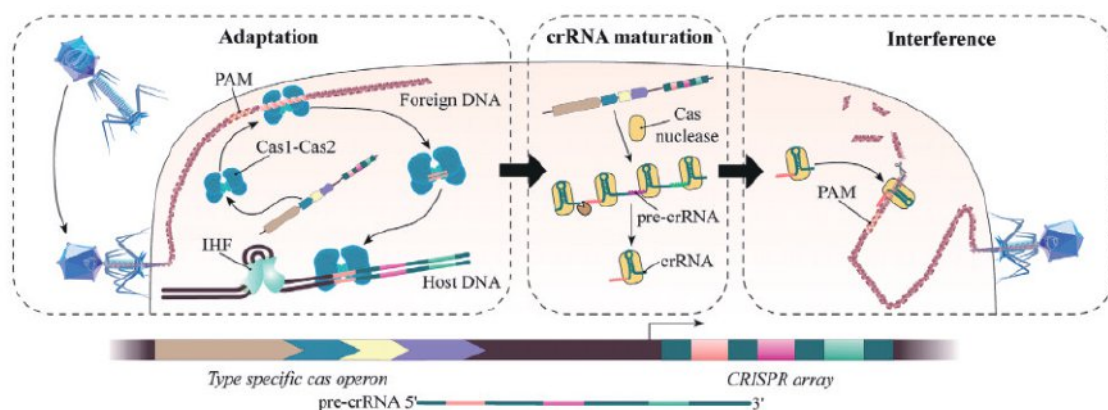 Adaptation
crRNA maturation
Interference
PAM
Foreign DNA
Cas1-Cas2
IHF
Host DNA
Cas
nuclease
pre-crRNA
crRNA
PAM
Type specific cas operon
CRISPR array
pre-crRNA 5' 3'